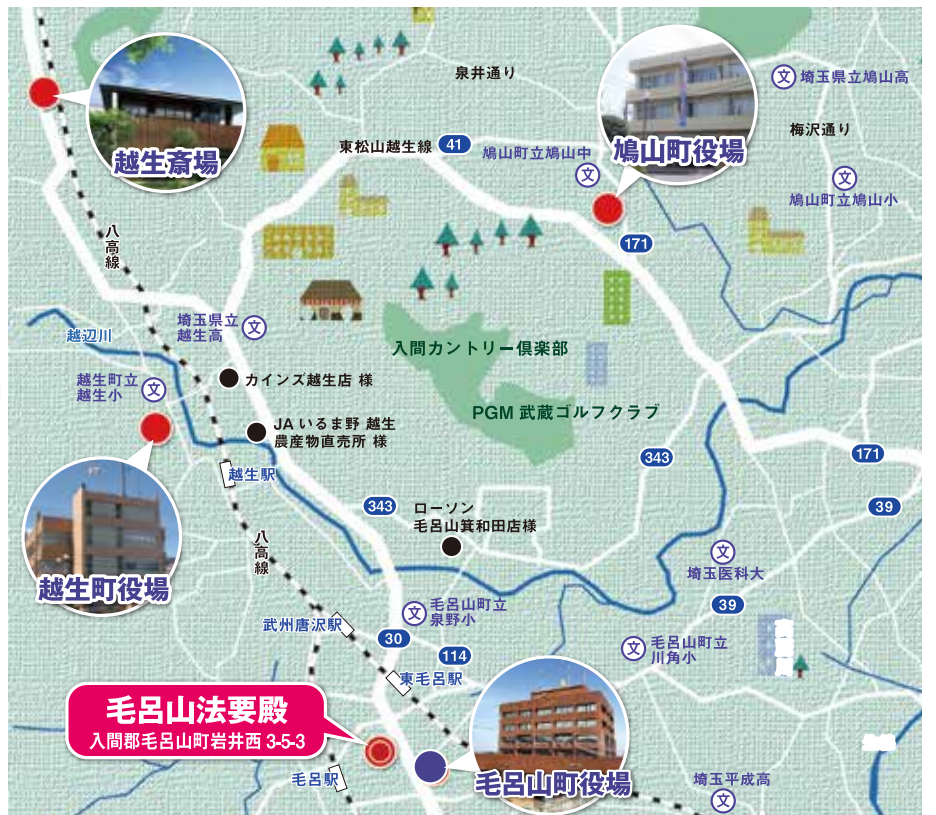 泉井通り
文 埼玉県立鳩山高
越生斎場
東松山越生線
41
鳩山町立鳩山中
文
鳩山町役場
梅沢通り
文
鳩山町立鳩山小
171
八高線
越辺川
埼玉県立
越生高
文
入間カントリー倶楽部
越生町立
越生小
文
カインズ越生店 様
PGM 武蔵ゴルフクラブ
JA いるま野 越生
農産物直売所 様
越生駅
343
171
343
ローソン
毛呂山箕和田店様
39
八高線
文
埼玉医科大
越生町役場
39
文
毛呂山町立
泉野小
武州唐沢駅
30
114
文
毛呂山町立
川角小
東毛呂駅
毛呂山法要殿
入間郡毛呂山町岩井西 3-5-3
毛呂駅
毛呂山町役場
埼玉平成高
文